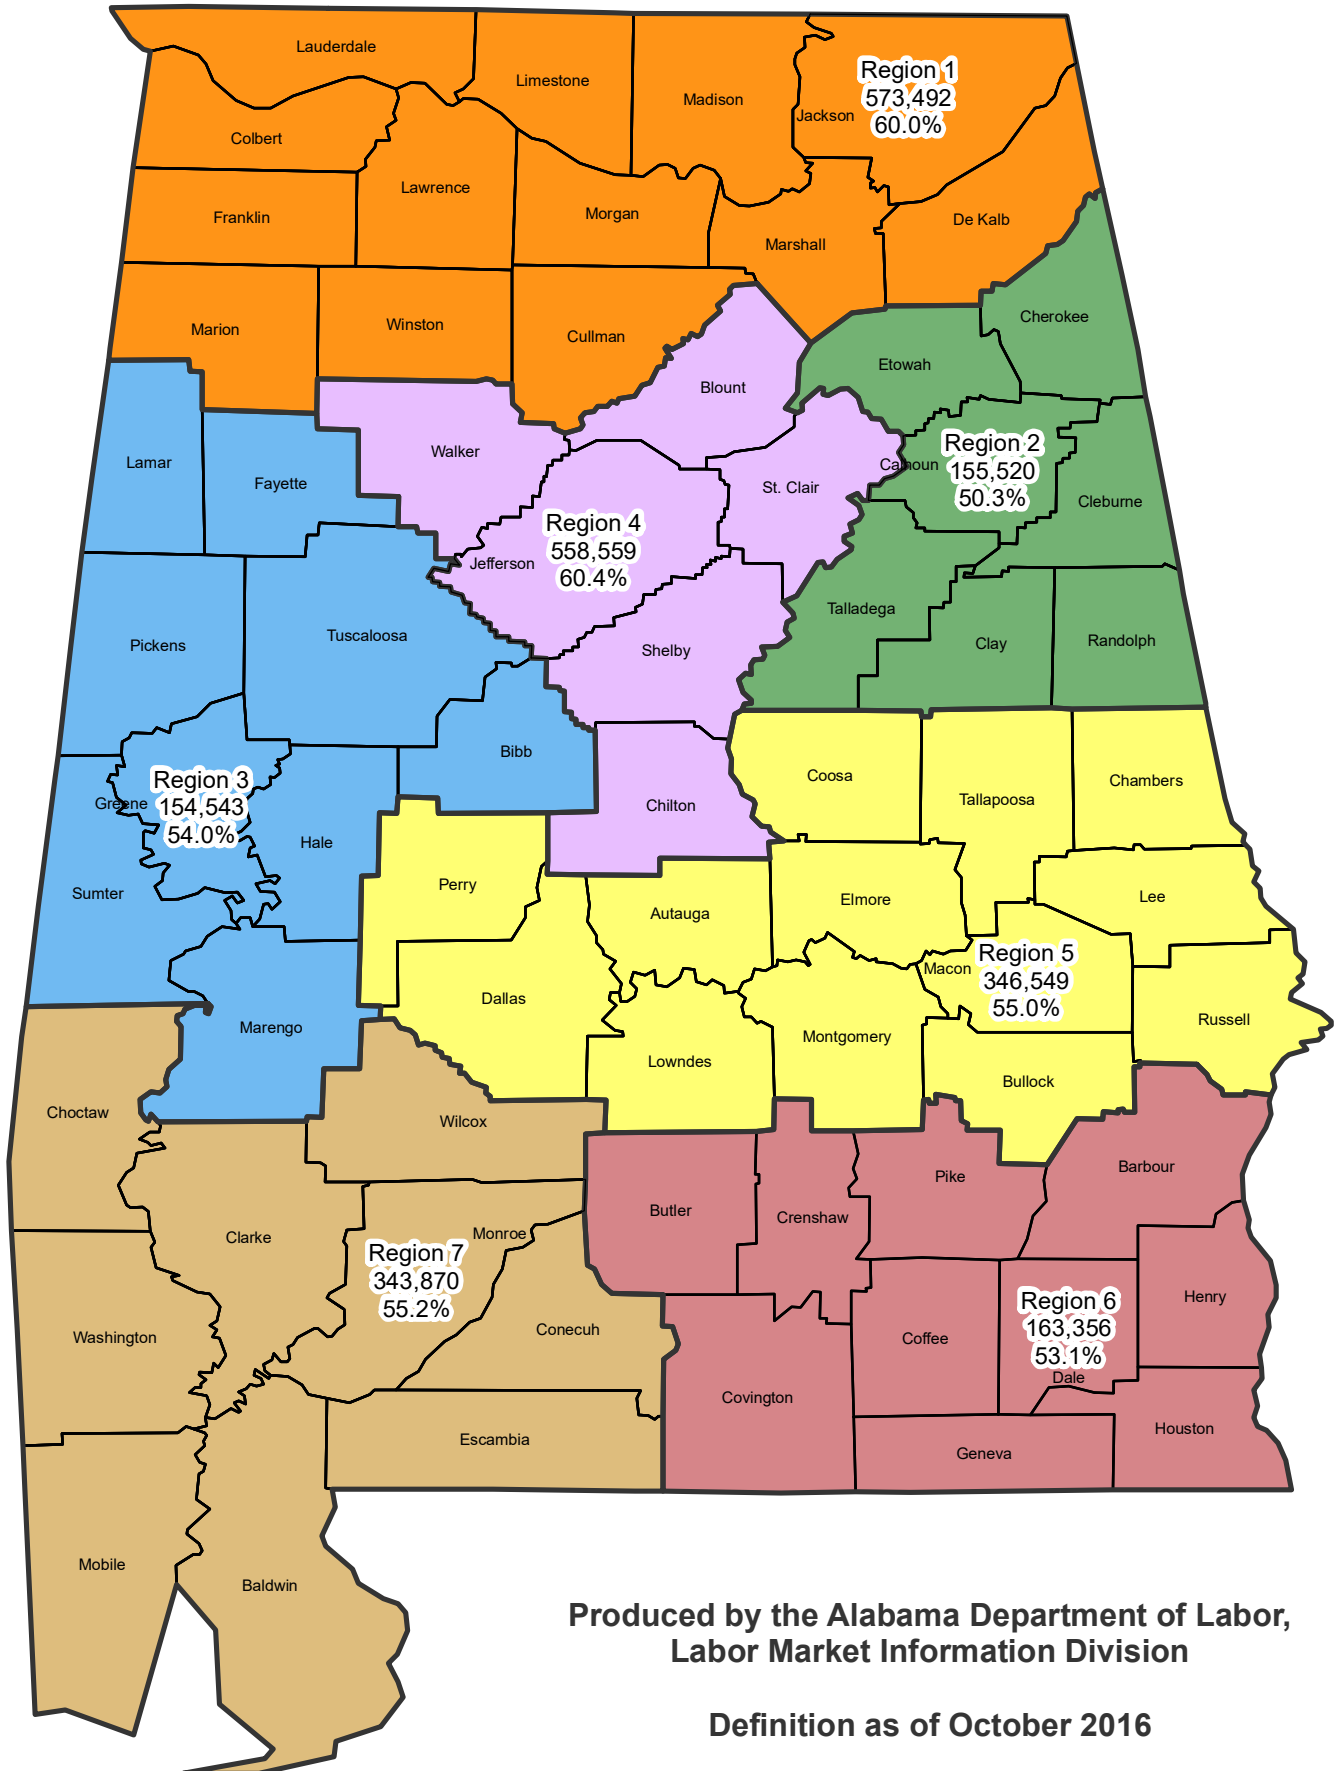 Lauderdale
Limestone
Madison
Jackson
Region 1
573,492
60.0%
Colbert
Lawrence
Franklin
Morgan
De Kalb
Marshall
Cherokee
Marion
Winston
Cullman
Etowah
Blount
Walker
Lamar
Fayette
St. Clair
Calhoun
Region 2
155,520
50.3%
Cleburne
Region 4
558,559
60.4%
Jefferson
Talladega
Pickens
Tuscaloosa
Shelby
Clay
Randolph
Bibb
Coosa
Tallapoosa
Chambers
Region 3
154,543
54.0%
Greene
Chilton
Hale
Sumter
Perry
Autauga
Elmore
Lee
Macon
Region 5
346,549
55.0%
Dallas
Marengo
Montgomery
Russell
Lowndes
Bullock
Choctaw
Wilcox
Barbour
Pike
Butler
Crenshaw
Clarke
Monroe
Region 7
343,870
55.2%
Henry
Region 6
163,356
53.1%
Dale
Washington
Conecuh
Coffee
Covington
Houston
Escambia
Geneva
Mobile
Baldwin
Produced by the Alabama Department of Labor,
Labor Market Information Division
Definition as of October 2016